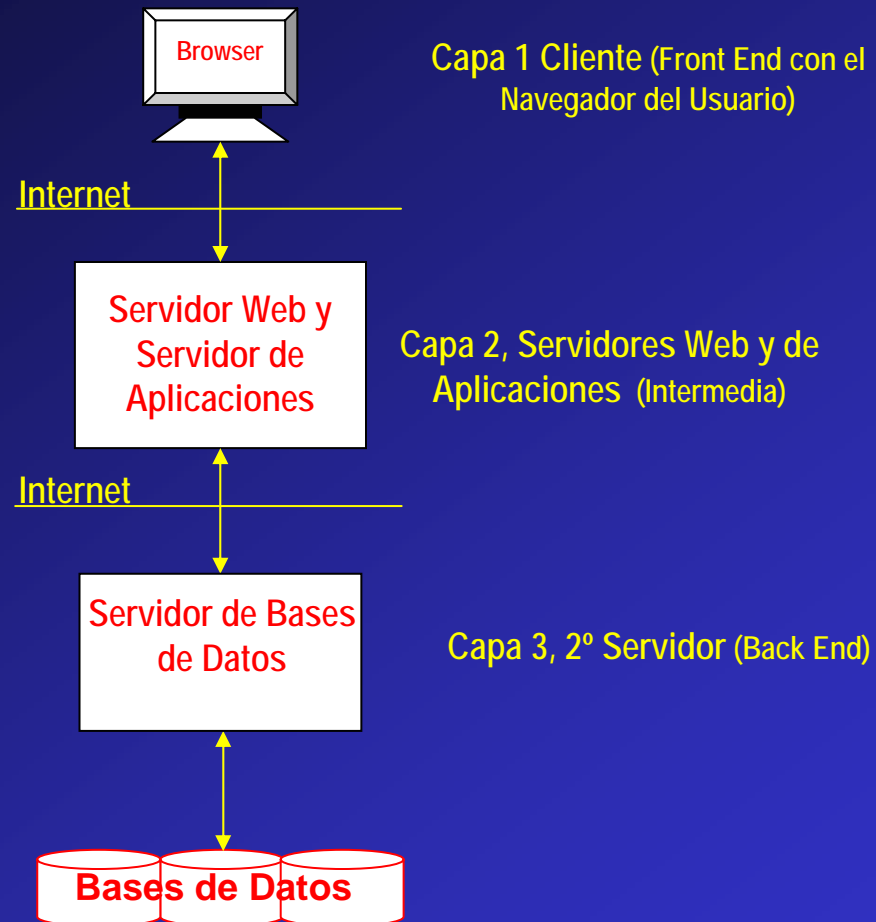 Browser
Capa 1 Cliente (Front End con el
Navegador del Usuario)
Internet
Servidor Web y
Servidor de
Aplicaciones
Capa 2, Servidores Web y de
Aplicaciones (Intermedia)
Internet
Servidor de Bases
de Datos
Capa 3, 2º Servidor (Back End)
Bases de Datos